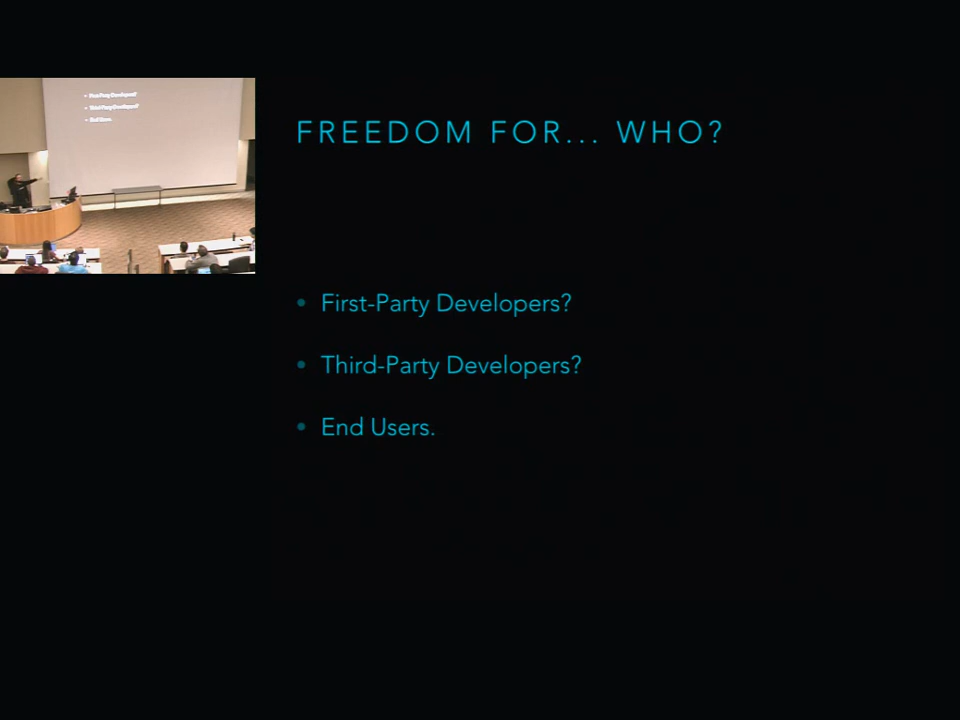 FREEDOM FOR... WHO?
• First-Party Developers?
• Third-Party Developers?
• End Users.